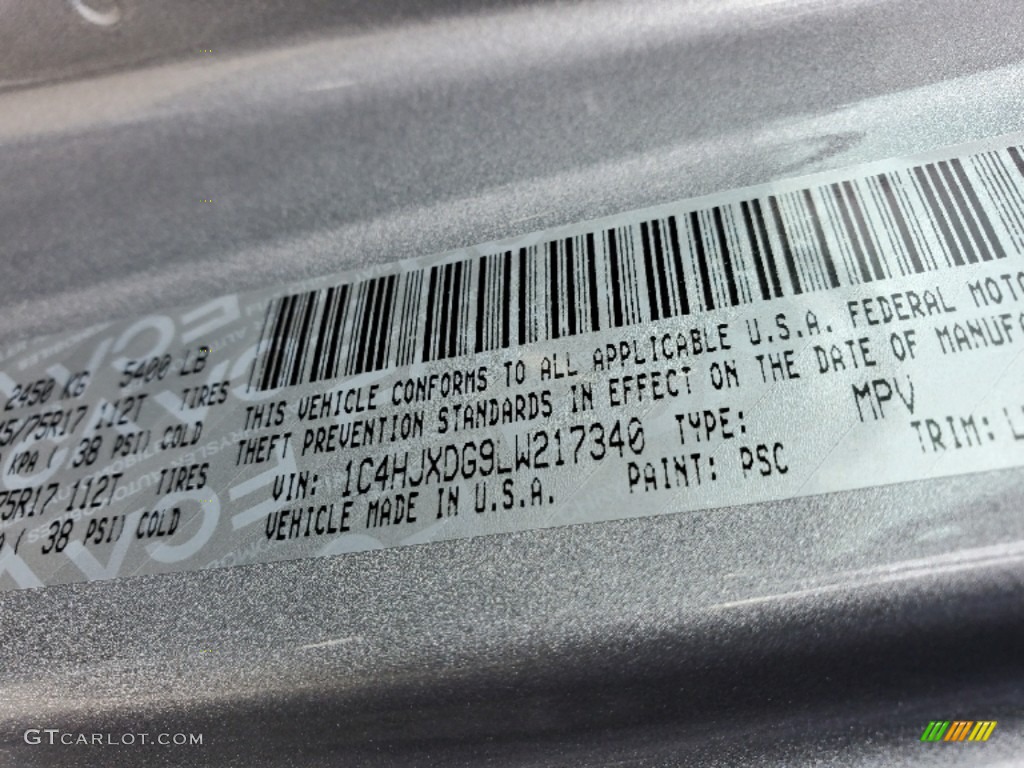 2450 KG 5400 LB
5/75R17 112T TIRES
KPA ( 38 PSI) COLD
75R17 112T TIRES
( 38 PSI) COLD
THIS VEHICLE CONFORMS TO ALL APPLICABLE U.S.A. FEDERAL MOTO
THEFT PREVENTION STANDARDS IN EFFECT ON THE DATE OF MANUFA
VIN: 1C4HJXDG9LW217340 TYPE: MPV
VEHICLE MADE IN U.S.A. PAINT: PSC TRIM: L
GTCARLOT.COM